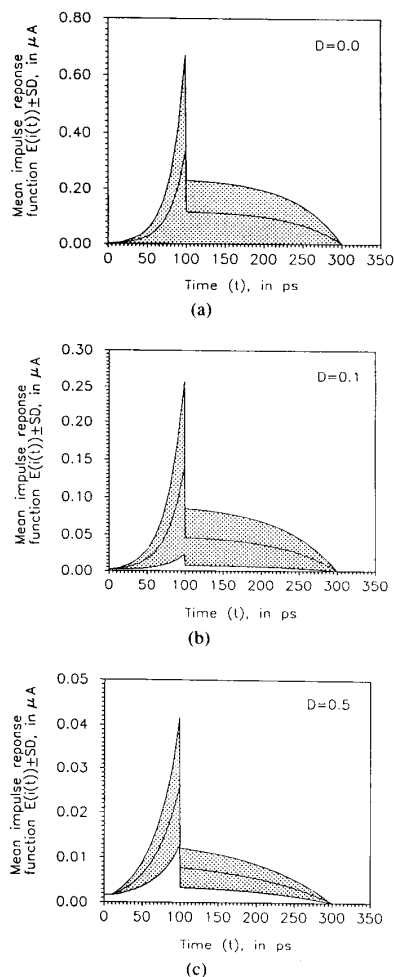 Mean impulse reponse
function E(i(t))±SD, in μA
0.80
0.60
0.40
0.20
0.00
D=0.0
0 50 100 150 200 250 300 350
Time (t), in ps
(a)
Mean impulse reponse
function E(i(t))±SD, in μA
0.30
0.25
0.20
0.15
0.10
0.05
0.00
D=0.1
0 50 100 150 200 250 300 350
Time (t), in ps
(b)
Mean impulse reponse
function E(i(t))±SD, in μA
0.05
0.04
0.03
0.02
0.01
0.00
D=0.5
0 50 100 150 200 250 300 350
Time (t), in ps
(c)